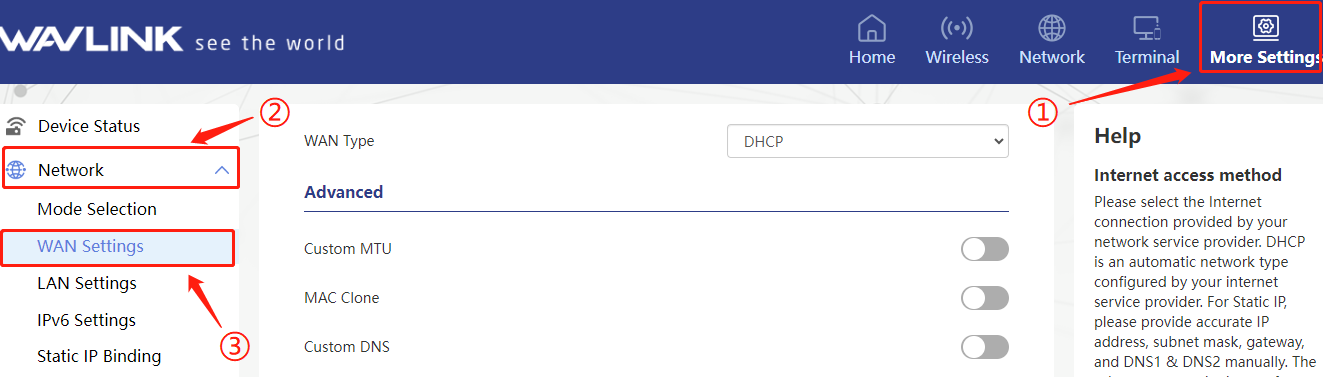 WAVLINK see the world
Home
Wireless
Network
Terminal
More Settings
①
②
Device Status
Network
Mode Selection
WAN Settings
LAN Settings
③
IPv6 Settings
Static IP Binding
WAN Type
DHCP
Advanced
Custom MTU
MAC Clone
Custom DNS
Help
Internet access method
Please select the Internet
connection provided by your
network service provider. DHCP
is an automatic network type
configured by your internet
service provider. For Static IP,
please provide accurate IP
address, subnet mask, gateway,
and DNS1 & DNS2 manually. The